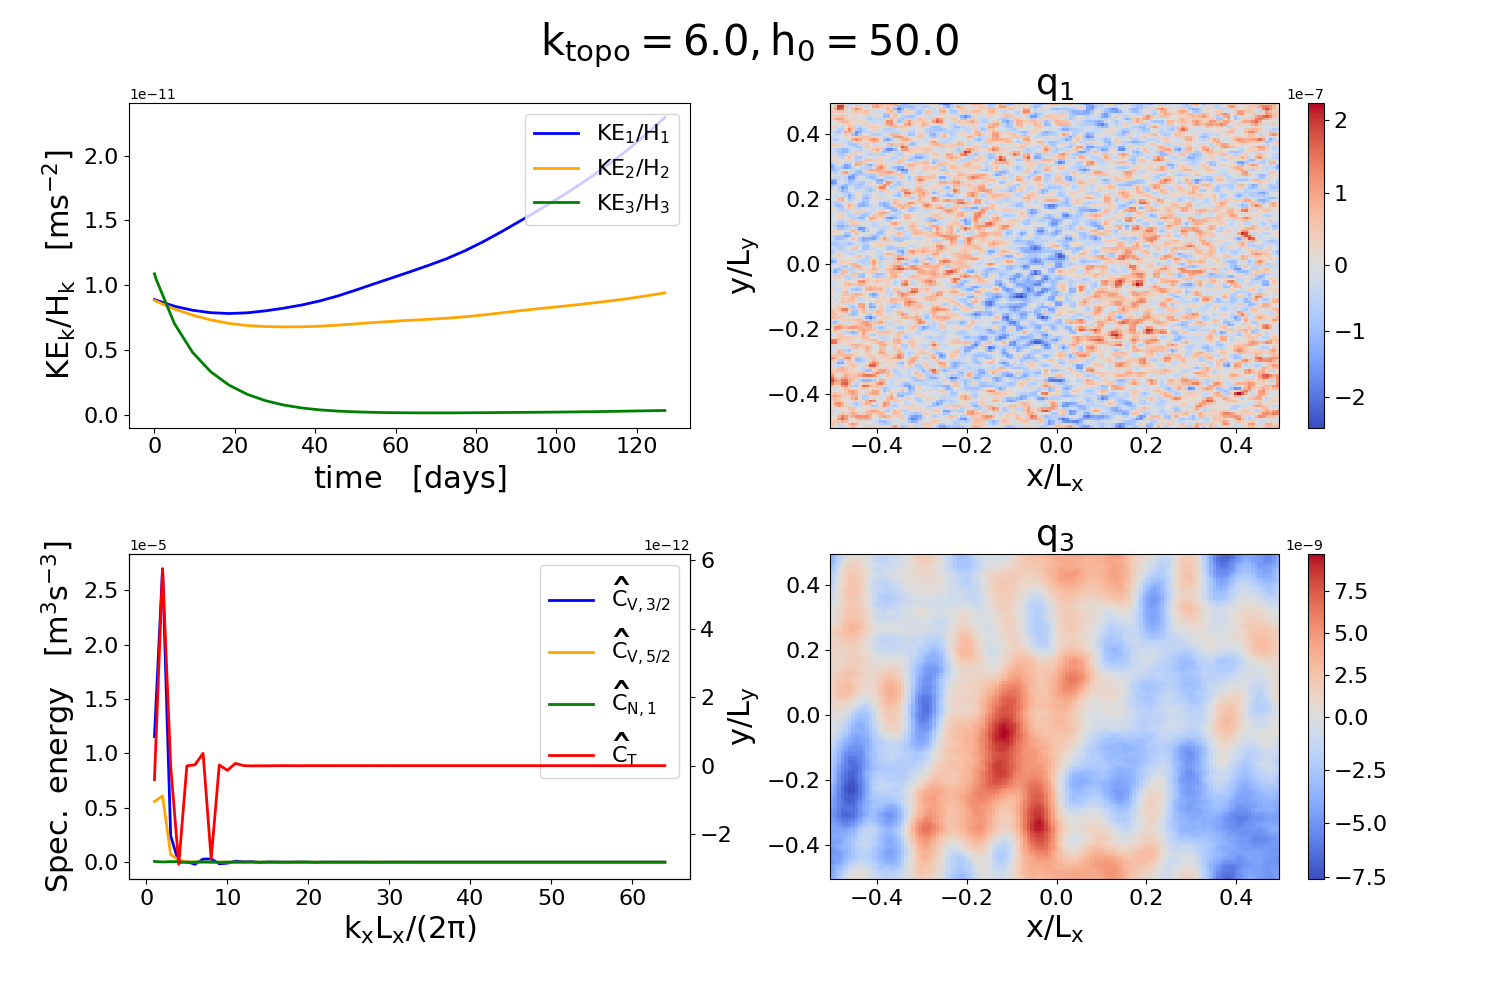 k_topo = 6.0, h_0 = 50.0
1e−11
KE_k/H_k [ms^−2]
2.0
1.5
1.0
0.5
0.0
KE_1/H_1
KE_2/H_2
KE_3/H_3
0 20 40 60 80 100 120
time [days]
q_1
1e−7
y/L_y
0.4
0.2
0.0
−0.2
−0.4
−0.4 −0.2 0.0 0.2 0.4
x/L_x
2
1
0
−1
−2
1e−5
1e−12
Spec. energy [m^3s^−3]
2.5
2.0
1.5
1.0
0.5
0.0
Ĉ_V, 3/2
Ĉ_V, 5/2
Ĉ_N, 1
Ĉ_T
6
4
2
0
−2
0 10 20 30 40 50 60
k_xL_x/(2π)
q_3
1e−9
y/L_y
0.4
0.2
0.0
−0.2
−0.4
−0.4 −0.2 0.0 0.2 0.4
x/L_x
7.5
5.0
2.5
0.0
−2.5
−5.0
−7.5